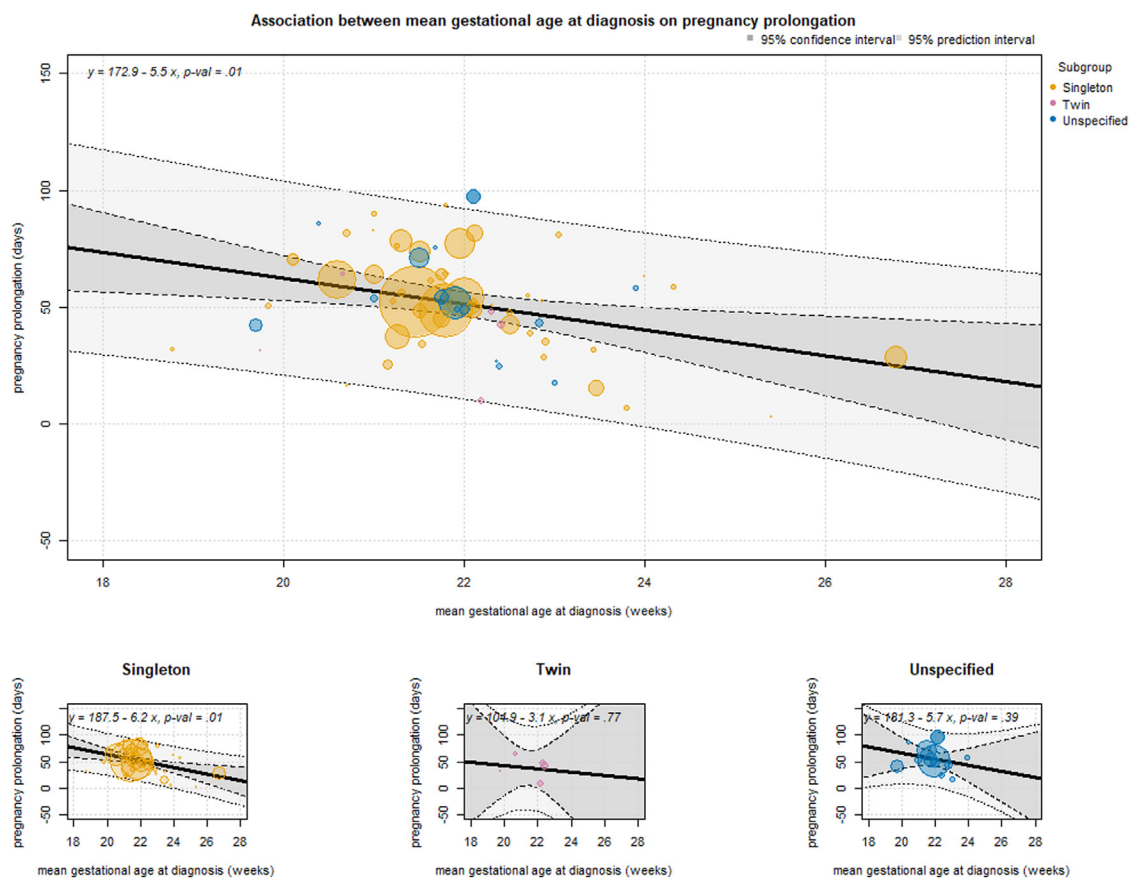 Association between mean gestational age at diagnosis on pregnancy prolongation
95% confidence interval 95% prediction interval
y = 172.9 - 5.5 x, p-val = .01
Subgroup
Singleton
Twin
Unspecified
150
100
50
0
-50
pregnancy prolongation (days)
18 20 22 24 26 28
mean gestational age at diagnosis (weeks)
Singleton
y = 187.5 - 6.2 x, p-val = .01
pregnancy prolongation (days)
100
50
0
-50
18 20 22 24 26 28
mean gestational age at diagnosis (weeks)
Twin
y = 104.9 - 3.1 x, p-val = .77
pregnancy prolongation (days)
100
50
0
-50
18 20 22 24 26 28
mean gestational age at diagnosis (weeks)
Unspecified
y = 181.3 - 5.7 x, p-val = .39
pregnancy prolongation (days)
100
50
0
-50
18 20 22 24 26 28
mean gestational age at diagnosis (weeks)